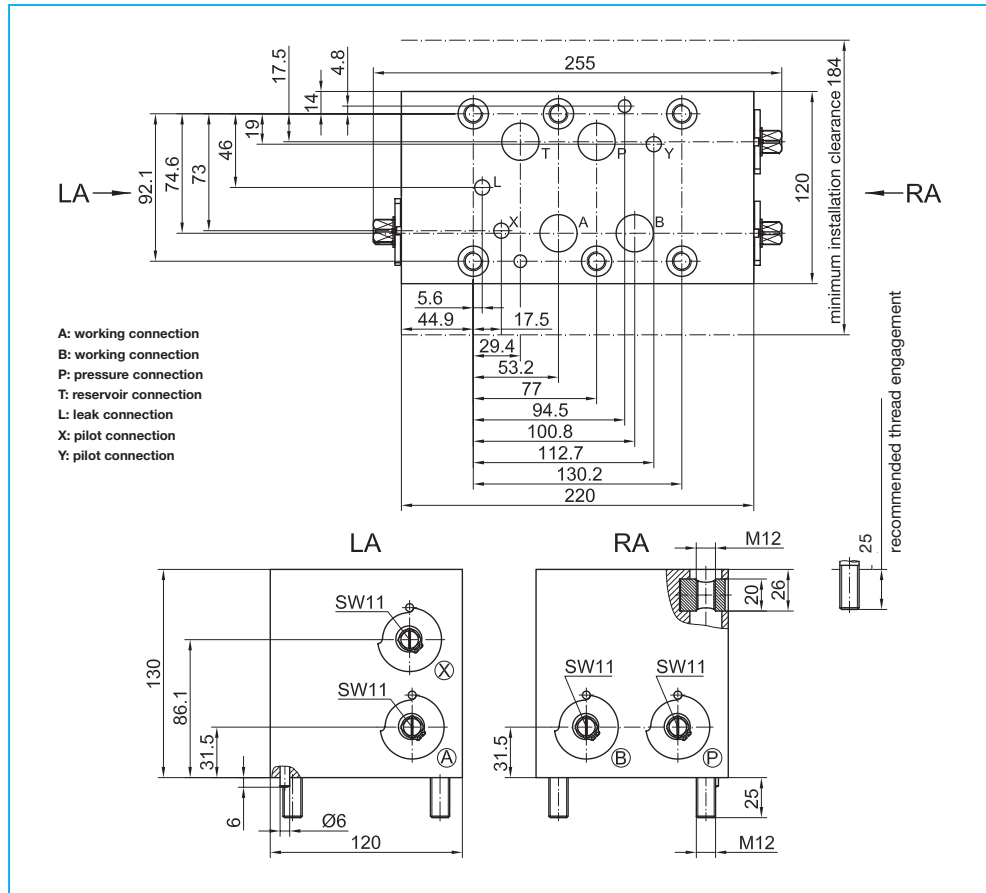 17.5
4.8
255
14
minimum installation clearance 184
19
46
73
74.6
92.1
T
P
Y
L
X
A
B
120
LA
RA
5.6
44.9
17.5
29.4
53.2
77
94.5
100.8
112.7
130.2
220
A: working connection
B: working connection
P: pressure connection
T: reservoir connection
L: leak connection
X: pilot connection
Y: pilot connection
recommended thread engagement
25
LA
RA
M12
20
26
SW11
X
SW11
A
130
86.1
31.5
6
Ø6
120
SW11
SW11
B
P
31.5
25
M12